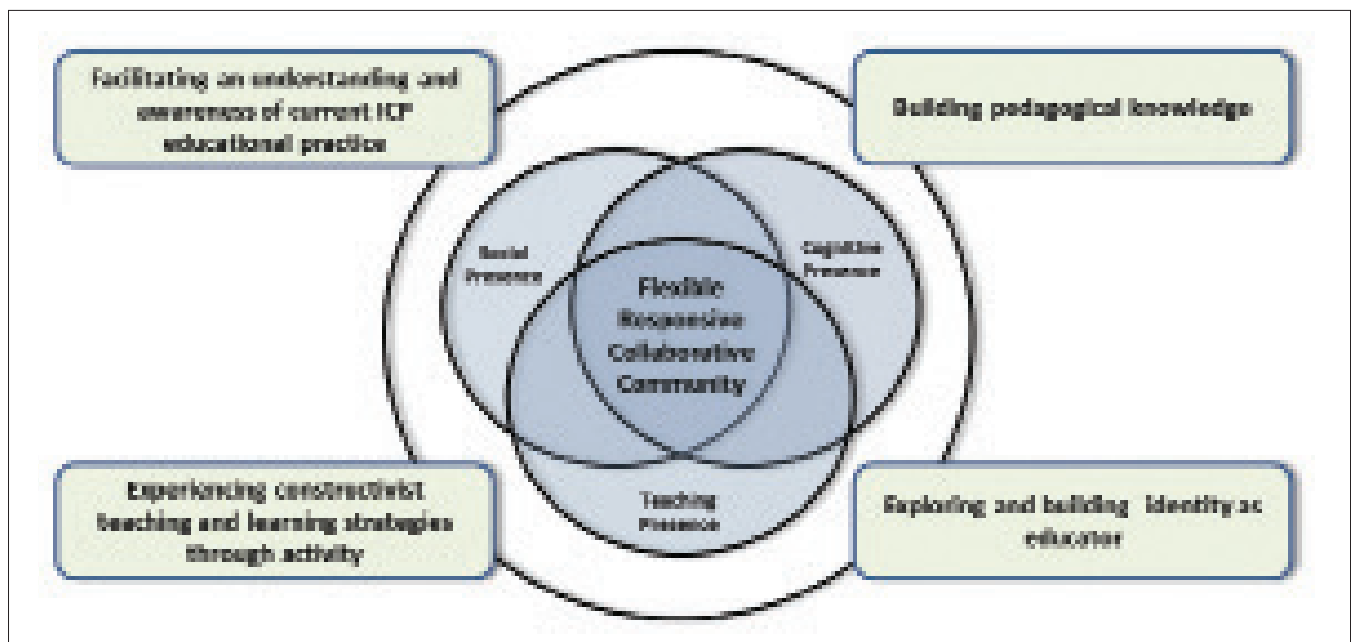 Facilitating an understanding and
awareness of current ICP
educational practice
Building pedagogical knowledge
Social
Presence
Cognitive
Presence
Flexible
Responsive
Collaborative
Community
Teaching
Presence
Experiencing constructivist
teaching and learning strategies
through activity
Exploring and building identity as
educator